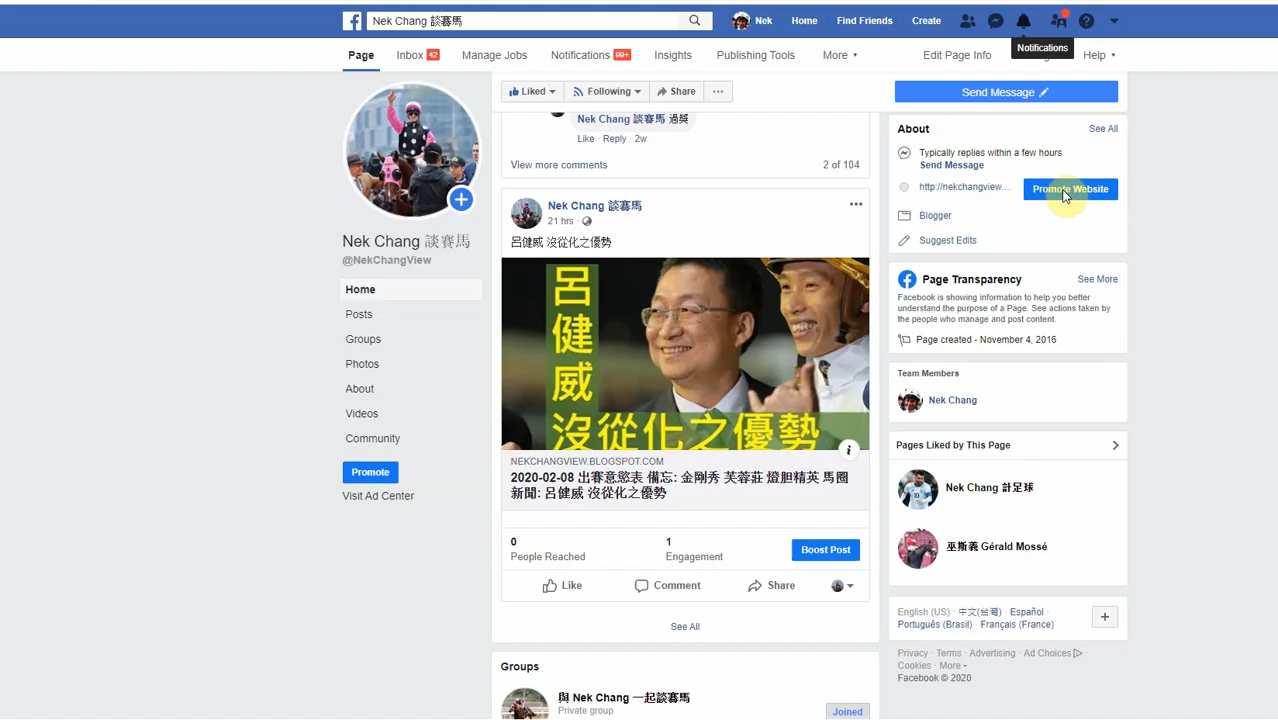 Nek Chang 談賽馬
Nek Home Find Friends Create
Notifications
Page Inbox 42 Manage Jobs Notifications 99+ Insights Publishing Tools More Edit Page Info Help
Liked Following Share ...
Send Message
Nek Chang 談賽馬 過獎
Like · Reply · 2w
View more comments 2 of 104
Nek Chang 談賽馬
21 hrs ·
呂健威 沒從化之優勢
呂健威
沒從化之優勢
NEKCHANGVIEW.BLOGSPOT.COM
2020-02-08 出賽意慾表 備忘: 金剛秀 芙蓉莊 燈胆精英 馬圈
新聞: 呂健威 沒從化之優勢
0
People Reached
1
Engagement
Boost Post
Like Comment Share
See All
Groups
與 Nek Chang 一起談賽馬
Private group
Joined
Nek Chang 談賽馬
@NekChangView
Home
Posts
Groups
Photos
About
Videos
Community
Promote
Visit Ad Center
About See All
Typically replies within a few hours
Send Message
http://nekchangview.... Promote Website
Blogger
Suggest Edits
Page Transparency See More
Facebook is showing information to help you better
understand the purpose of a Page. See actions taken by
the people who manage and post content.
Page created - November 4, 2016
Team Members
Nek Chang
Pages Liked by This Page
Nek Chang 計足球
巫斯義 Gérald Mossé
English (US) · 中文(台灣) · Español ·
Português (Brasil) · Français (France)
Privacy · Terms · Advertising · Ad Choices ·
Cookies · More
Facebook © 2020